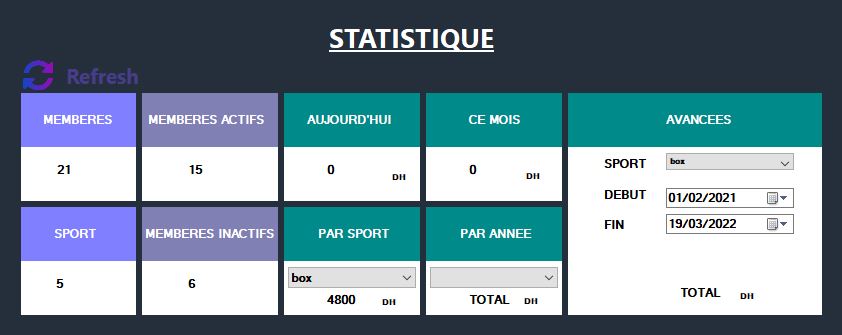 STATISTIQUE
Refresh
MEMBERES
MEMBERES ACTIFS
AUJOURD'HUI
CE MOIS
AVANCEES
21
15
0 DH
0 DH
SPORT box
DEBUT 01/02/2021
FIN 19/03/2022
TOTAL DH
SPORT
MEMBERES INACTIFS
PAR SPORT
PAR ANNEE
5
6
box
4800 DH
TOTAL DH